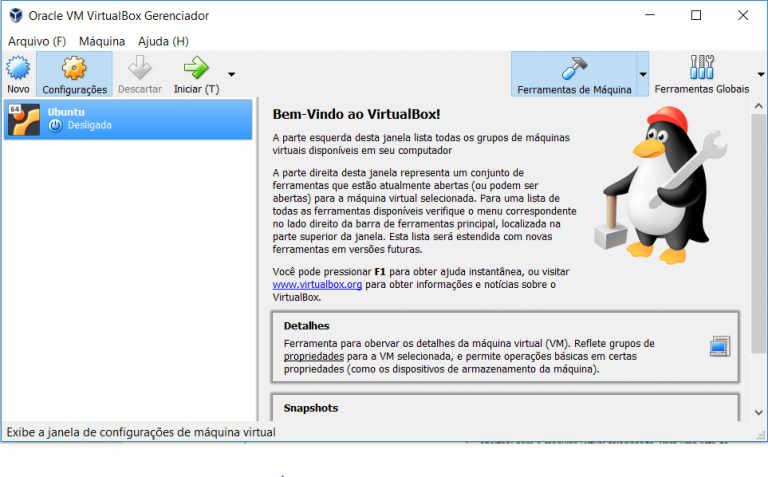 Oracle VM VirtualBox Gerenciador
Arquivo (F) Máquina Ajuda (H)
Novo Configurações Descartar Iniciar (T) Ferramentas de Máquina Ferramentas Globais
64
Ubuntu
Desligada
Bem-Vindo ao VirtualBox!
A parte esquerda desta janela lista todas os grupos de máquinas
virtuais disponíveis em seu computador
A parte direita desta janela representa um conjunto de
ferramentas que estão atualmente abertas (ou podem ser
abertas) para a máquina virtual selecionada. Para uma lista de
todas as ferramentas disponíveis verifique o menu correspondente
no lado direito da barra de ferramentas principal, localizada na
parte superior da janela. Esta lista será estendida com novas
ferramentas em versões futuras.
Você pode pressionar F1 para obter ajuda instantânea, ou visitar
www.virtualbox.org para obter informações e notícias sobre o
VirtualBox.
Detalhes
Ferramenta para obervar os detalhes da máquina virtual (VM). Reflete grupos de
propriedades para a VM selecionada, e permite operações básicas em certas
propriedades (como os dispositivos de armazenamento da máquina).
Snapshots
Exibe a janela de configurações de máquina virtual